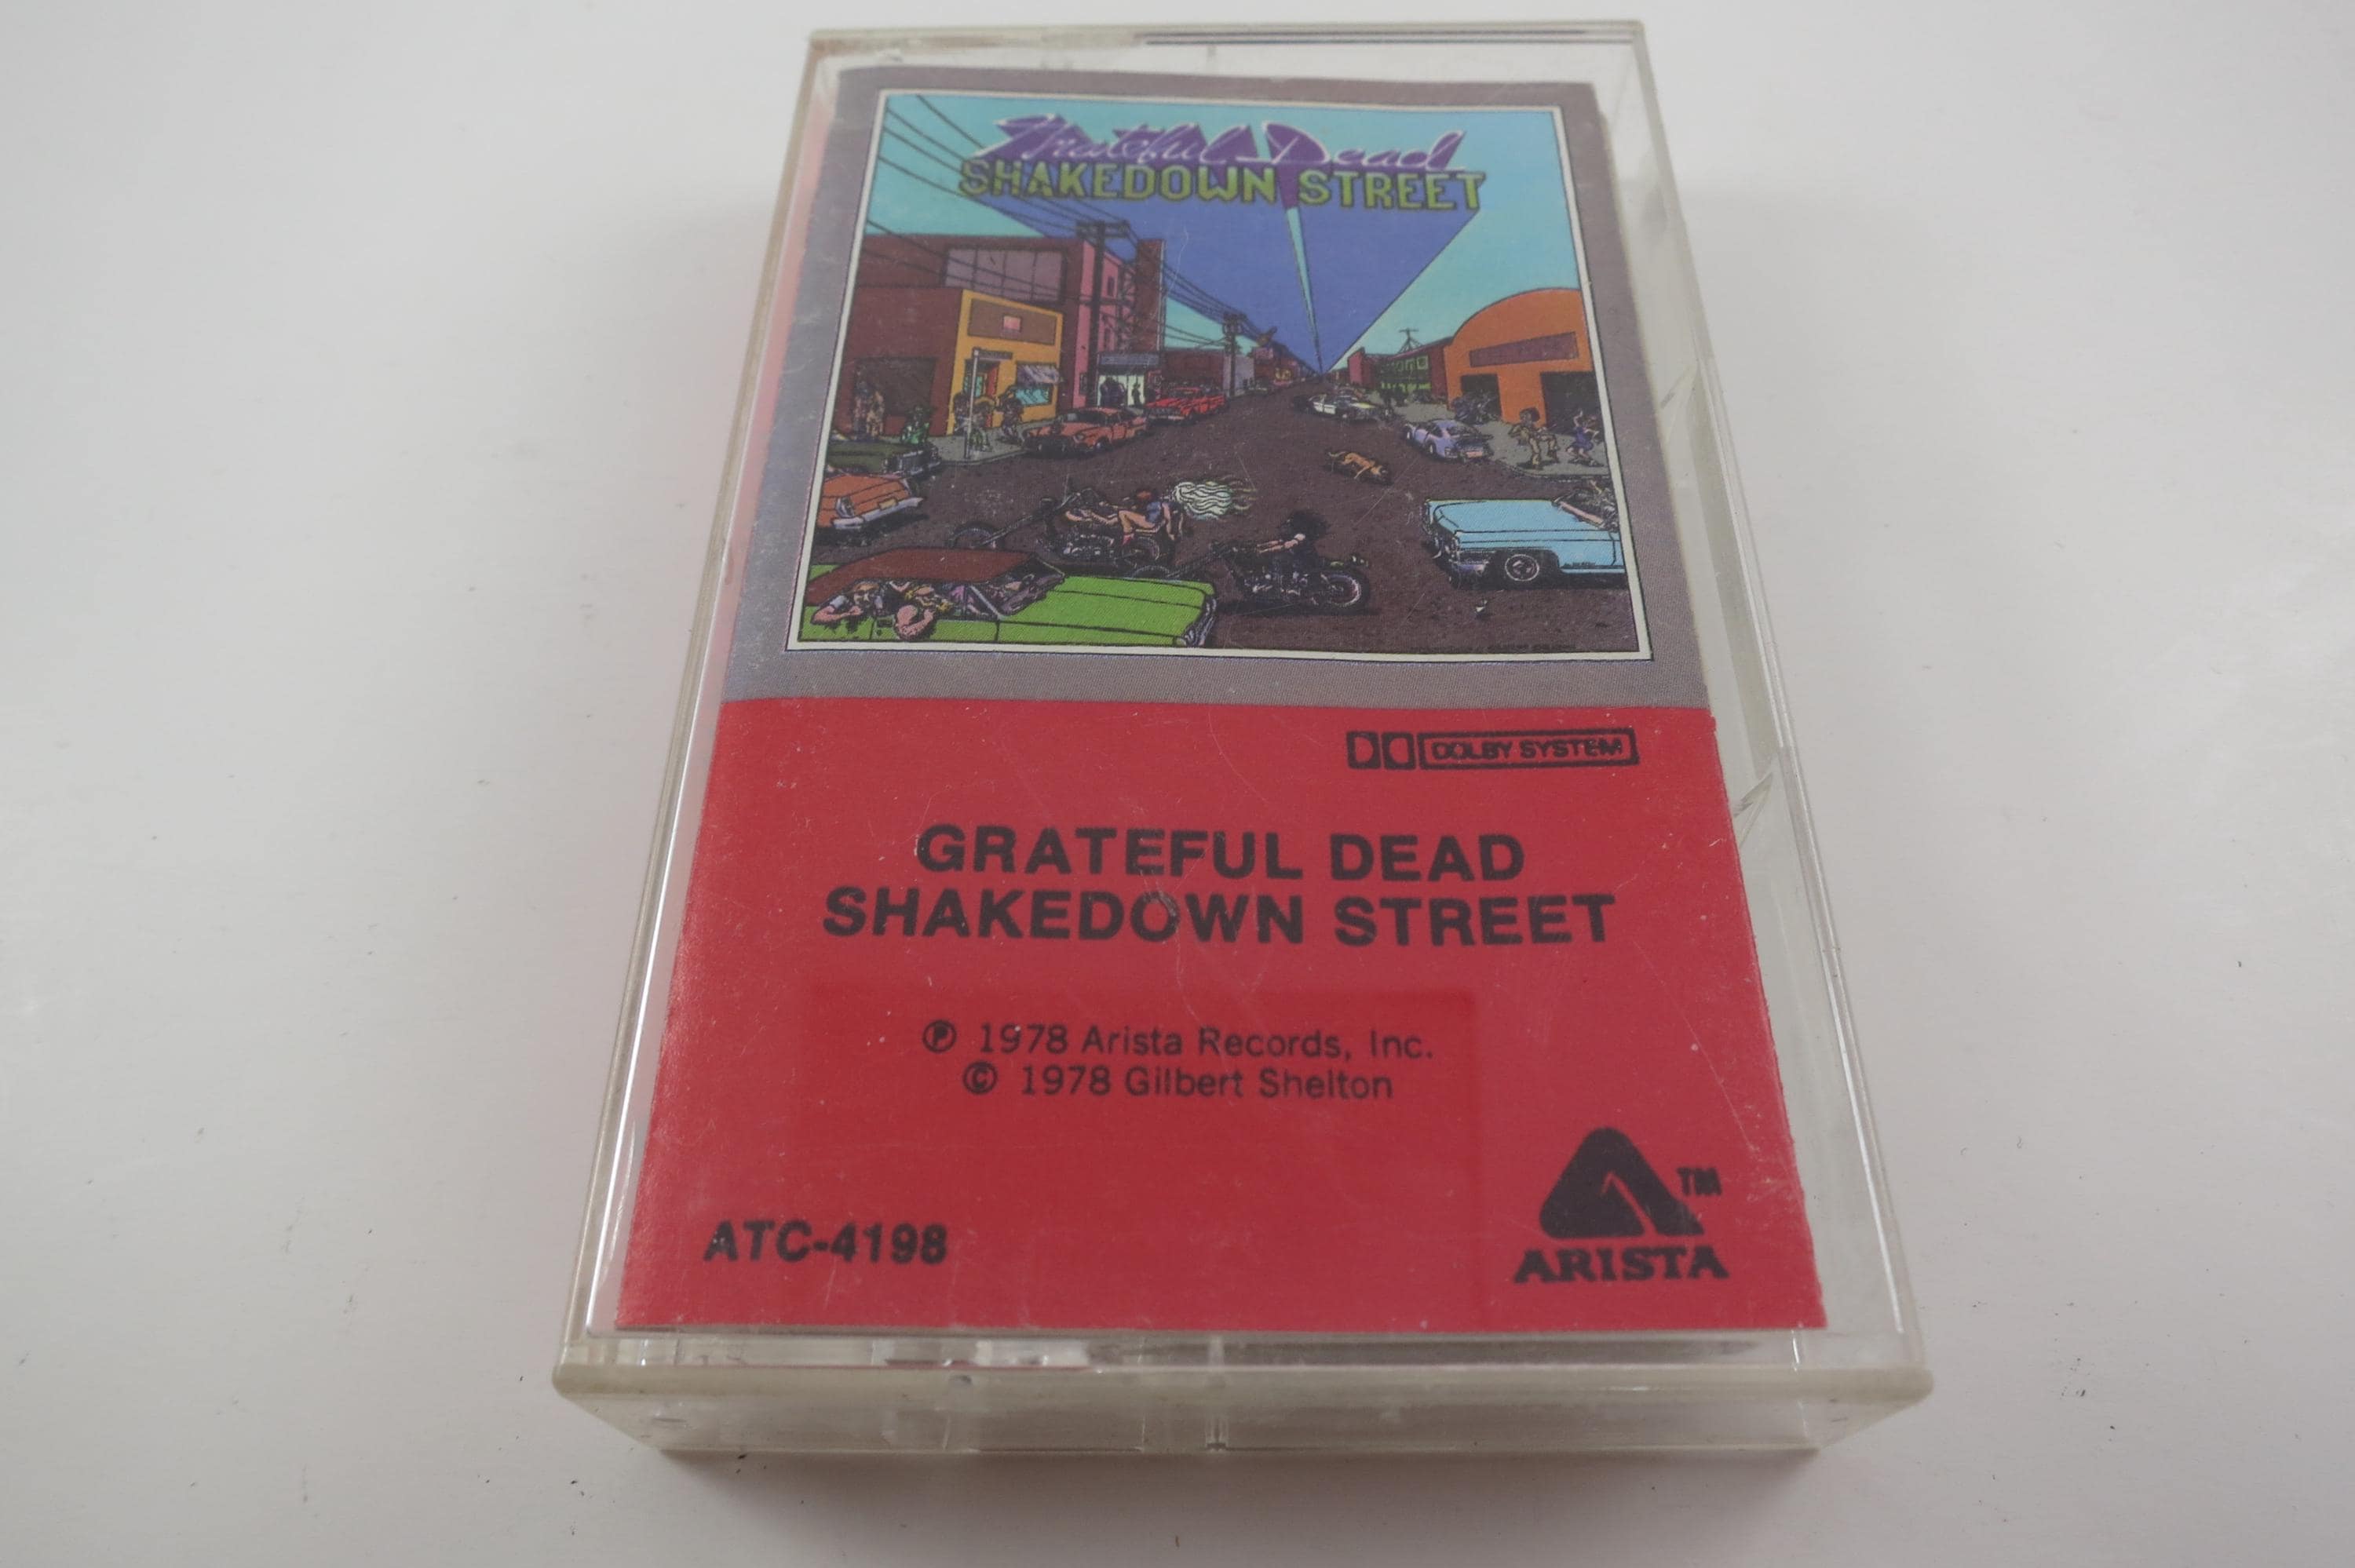 Grateful Dead
SHAKEDOWN STREET
DOLBY SYSTEM
GRATEFUL DEAD
SHAKEDOWN STREET
℗ 1978 Arista Records, Inc.
© 1978 Gilbert Shelton
ATC-4198
TM
ARISTA